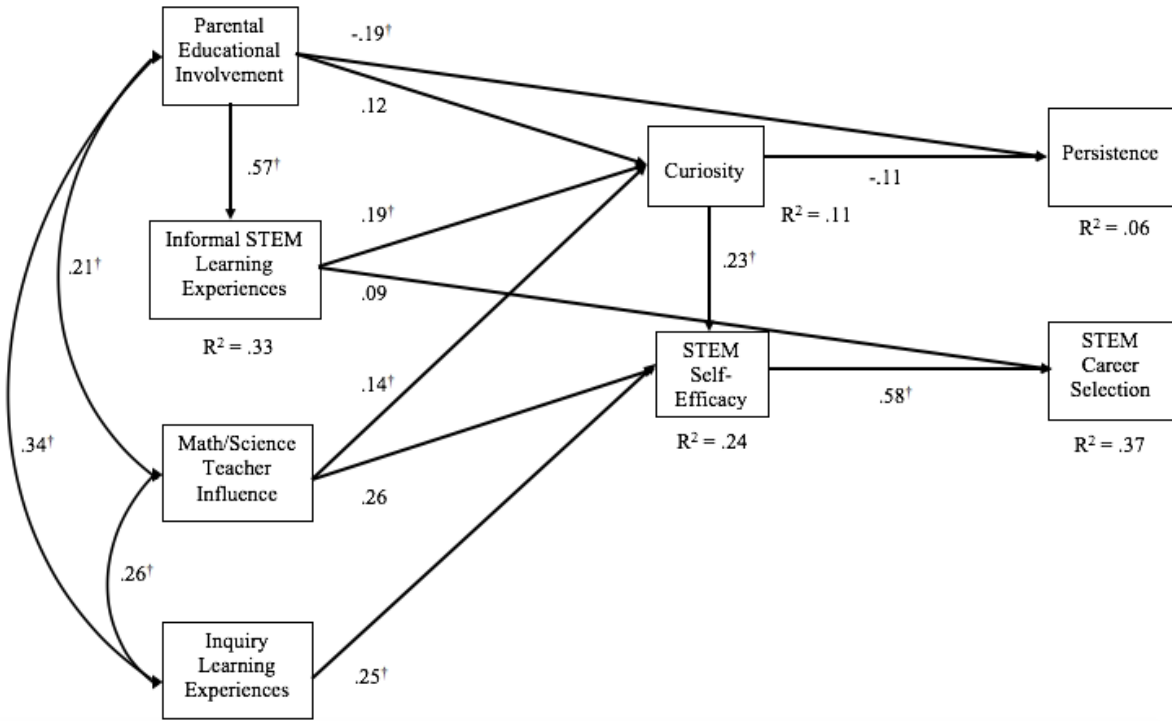 Parental
Educational
Involvement
-.19†
.12
.57†
Curiosity
Persistence
-.11
R² = .11
R² = .06
Informal STEM
Learning
Experiences
.19†
.09
R² = .33
.21†
.23†
STEM
Self-
Efficacy
R² = .24
.58†
STEM
Career
Selection
R² = .37
.14†
.34†
Math/Science
Teacher
Influence
.26
.26†
Inquiry
Learning
Experiences
.25†